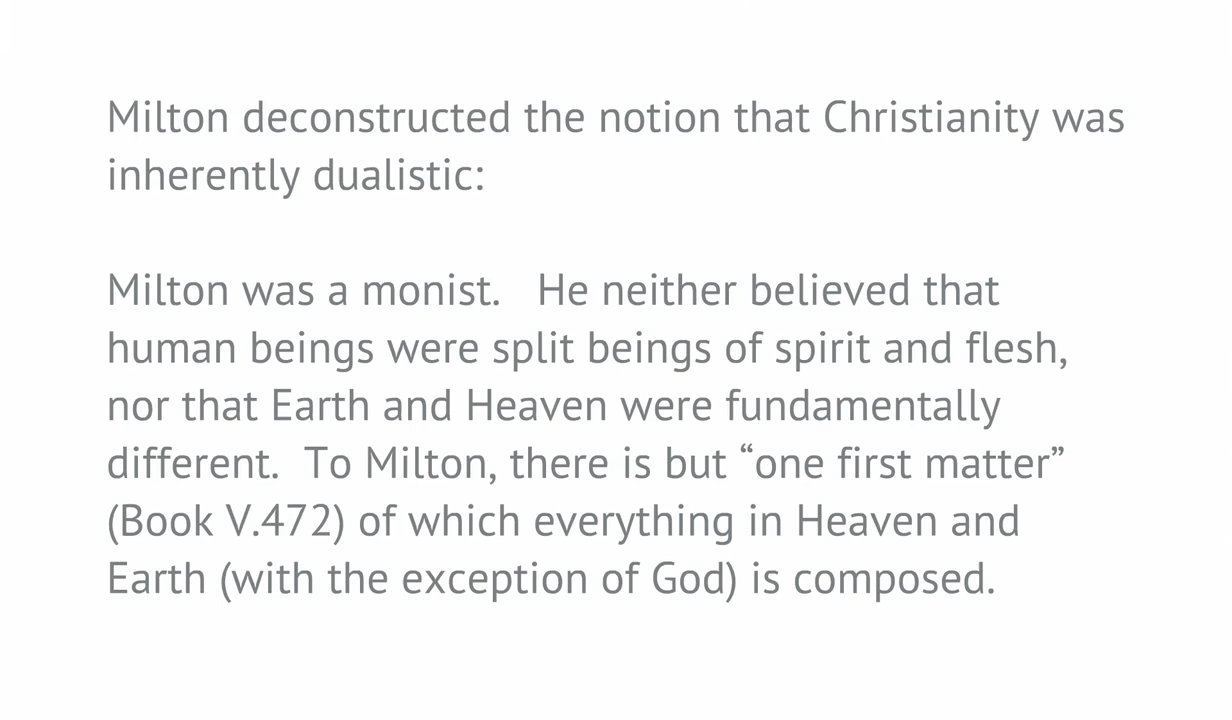 Milton deconstructed the notion that Christianity was
inherently dualistic:
Milton was a monist.   He neither believed that
human beings were split beings of spirit and flesh,
nor that Earth and Heaven were fundamentally
different.  To Milton, there is but “one first matter”
(Book V.472) of which everything in Heaven and
Earth (with the exception of God) is composed.